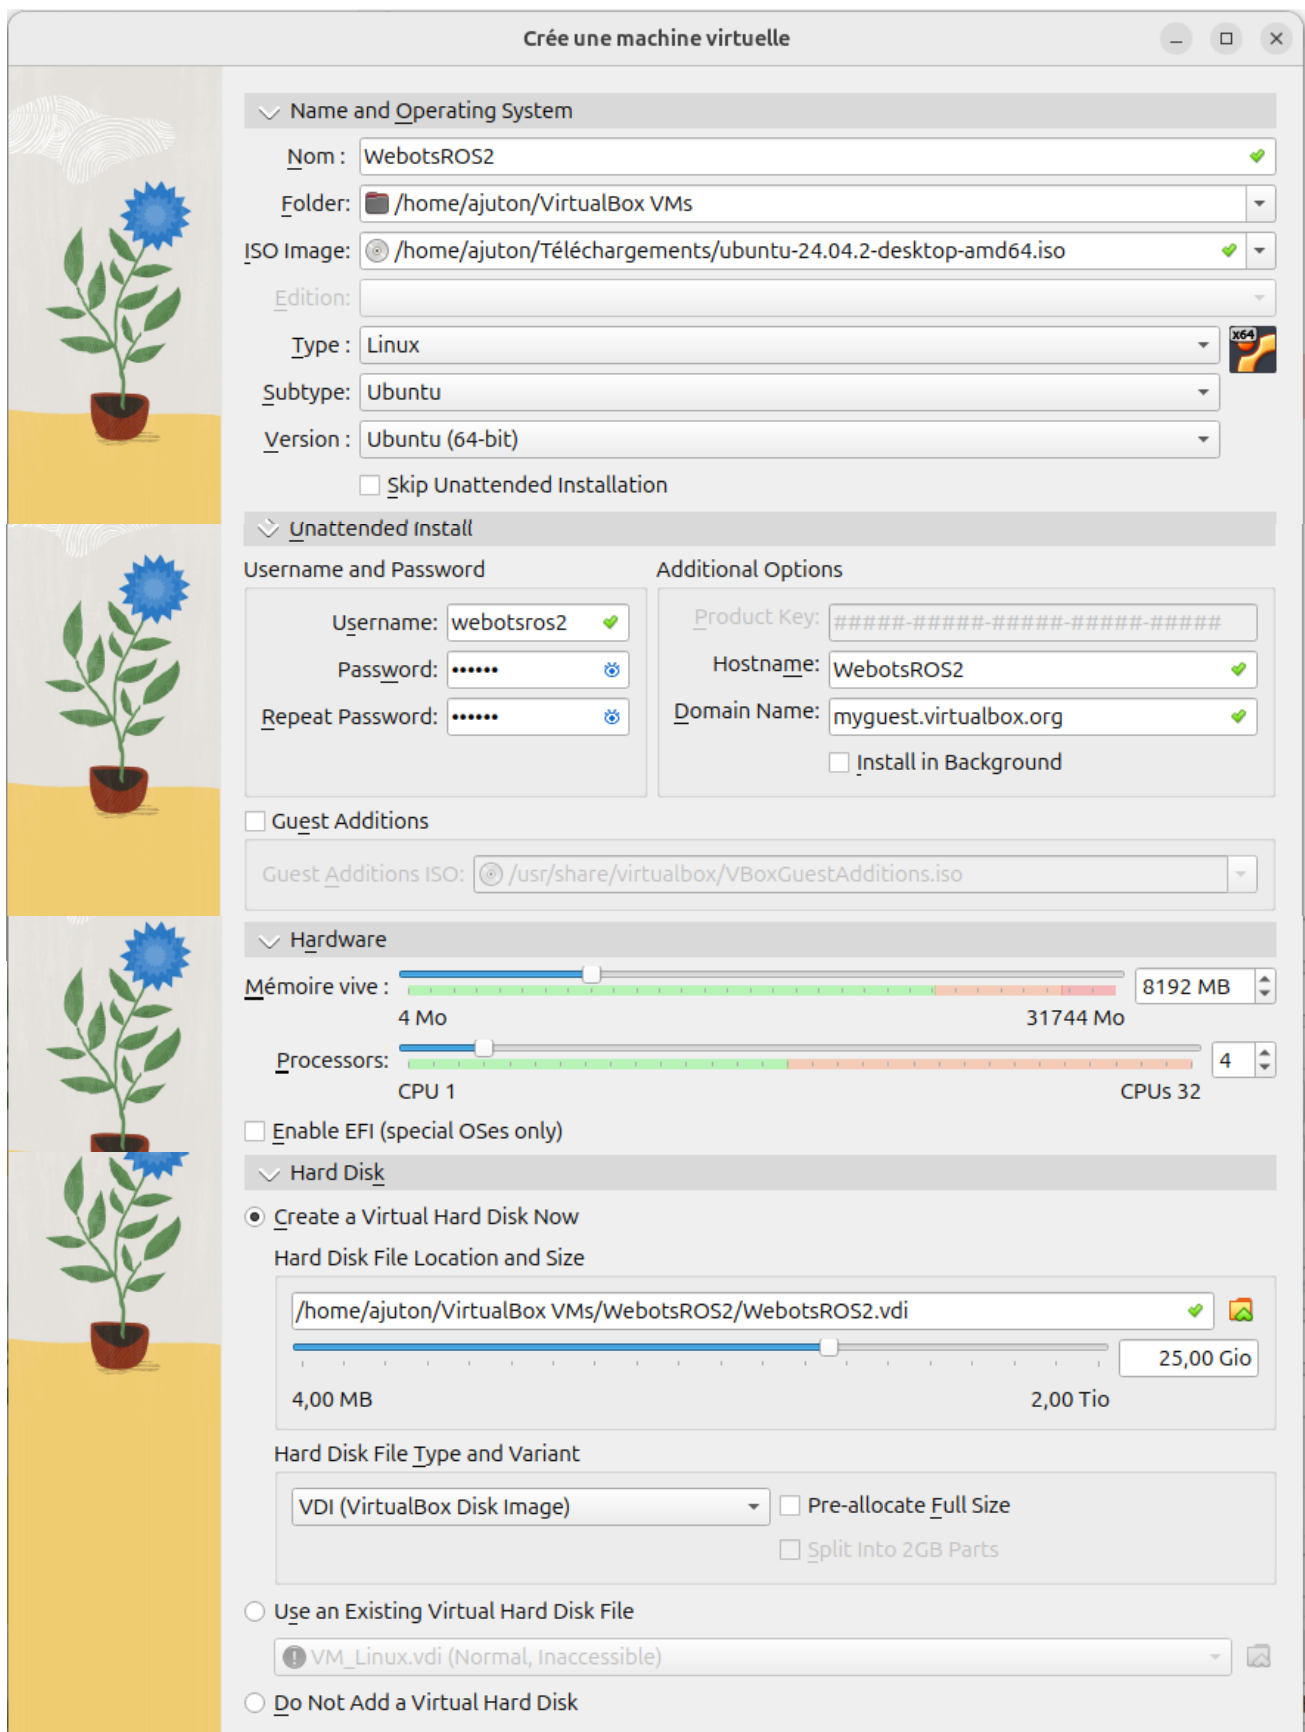 Crée une machine virtuelle
Name and Operating System
Nom : WebotsROS2
Folder: /home/ajuton/VirtualBox VMs
ISO Image: /home/ajuton/Téléchargements/ubuntu-24.04.2-desktop-amd64.iso
Edition:
Type : Linux
x64
Subtype: Ubuntu
Version : Ubuntu (64-bit)
Skip Unattended Installation
Unattended Install
Username and Password
Additional Options
Username: webotsros2
Product Key: #####-#####-#####-#####-#####
Password: ••••••
Hostname: WebotsROS2
Repeat Password: ••••••
Domain Name: myguest.virtualbox.org
Install in Background
Guest Additions
Guest Additions ISO: /usr/share/virtualbox/VBoxGuestAdditions.iso
Hardware
Mémoire vive : 8192 MB
4 Mo 31744 Mo
Processors: 4
CPU 1 CPUs 32
Enable EFI (special OSes only)
Hard Disk
Create a Virtual Hard Disk Now
Hard Disk File Location and Size
/home/ajuton/VirtualBox VMs/WebotsROS2/WebotsROS2.vdi
25,00 Gio
4,00 MB 2,00 Tio
Hard Disk File Type and Variant
VDI (VirtualBox Disk Image) Pre-allocate Full Size
Split Into 2GB Parts
Use an Existing Virtual Hard Disk File
VM_Linux.vdi (Normal, Inaccessible)
Do Not Add a Virtual Hard Disk